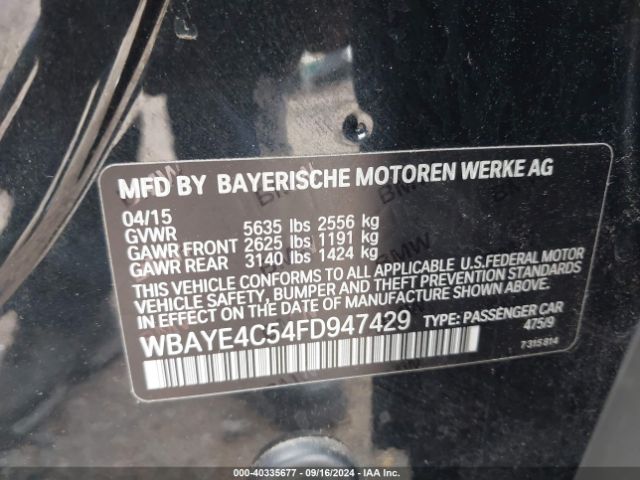 MFD BY BAYERISCHE MOTOREN WERKE AG
04/15
GVWR 5635 lbs 2556 kg
GAWR FRONT 2625 lbs 1191 kg
GAWR REAR 3140 lbs 1424 kg
THIS VEHICLE CONFORMS TO ALL APPLICABLE U.S.FEDERAL MOTOR
VEHICLE SAFETY, BUMPER AND THEFT PREVENTION STANDARDS
IN EFFECT ON THE DATE OF MANUFACTURE SHOWN ABOVE.
WBAYE4C54FD947429 TYPE: PASSENGER CAR
475/9
7 315 814
000-40335677 - 09/16/2024 - IAA Inc.